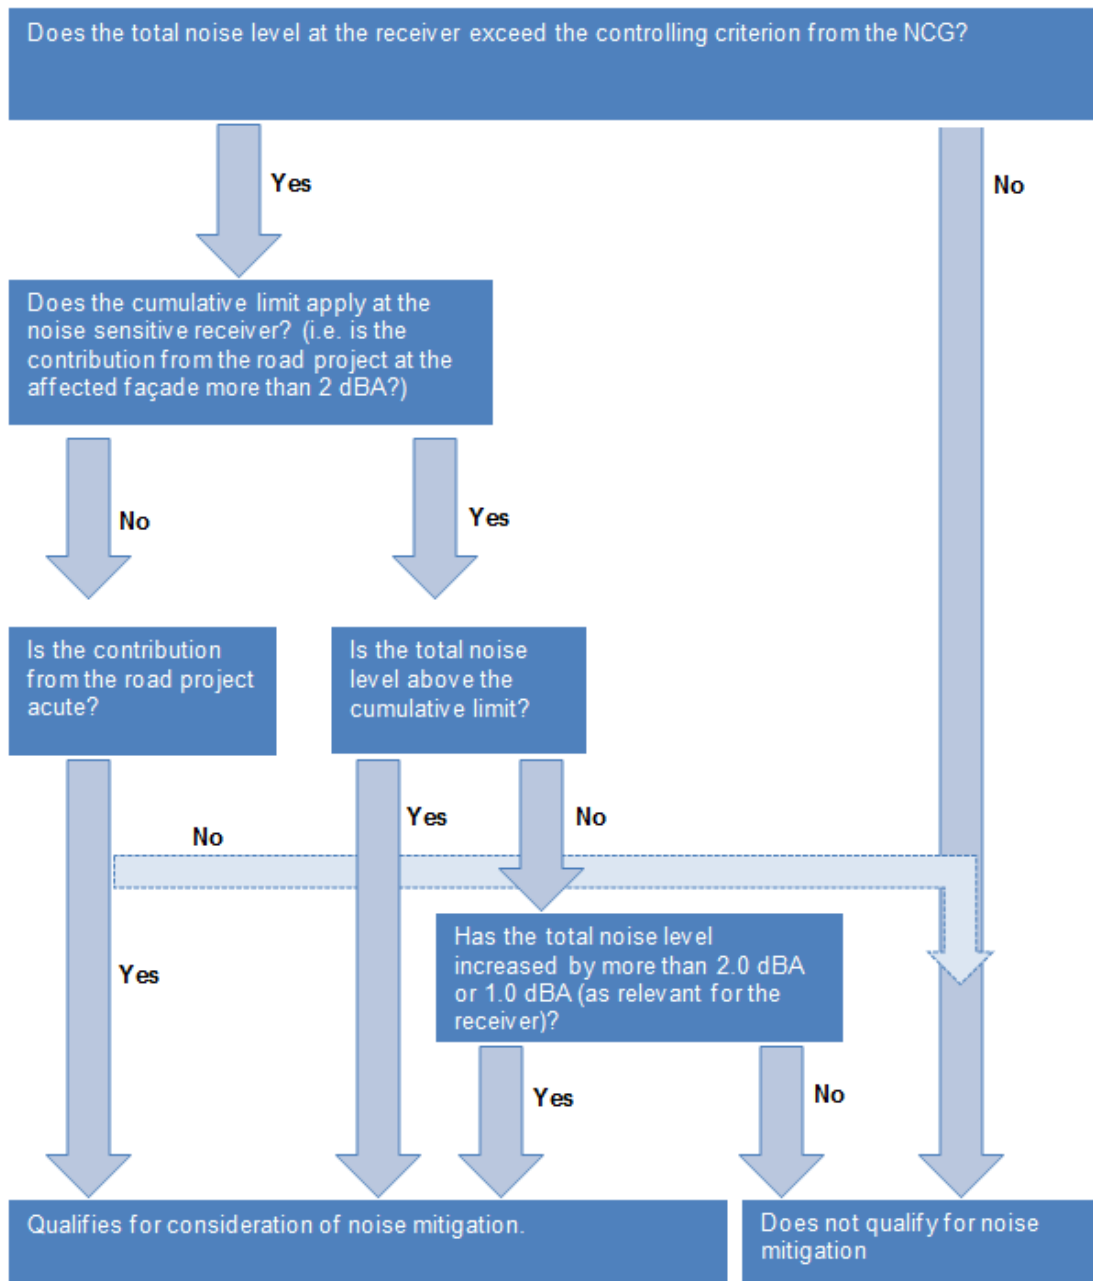 Does the total noise level at the receiver exceed the controlling criterion from the NCG?
Yes
No
Does the cumulative limit apply at the
noise sensitive receiver? (i.e. is the
contribution from the road project at the
affected façade more than 2 dBA?)
No
Yes
Is the contribution
from the road project
acute?
Is the total noise
level above the
cumulative limit?
No
Yes
No
Has the total noise level
increased by more than 2.0 dBA
or 1.0 dBA (as relevant for the
receiver)?
Yes
Yes
No
Qualifies for consideration of noise mitigation.
Does not qualify for noise
mitigation